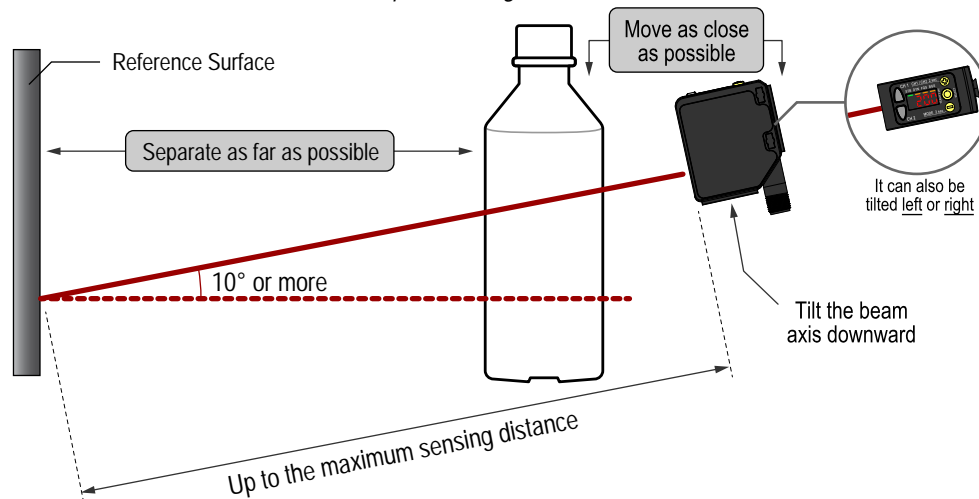 Move as close
as possible
Reference Surface
Separate as far as possible
200
It can also be
tilted left or right
10° or more
Tilt the beam
axis downward
Up to the maximum sensing distance